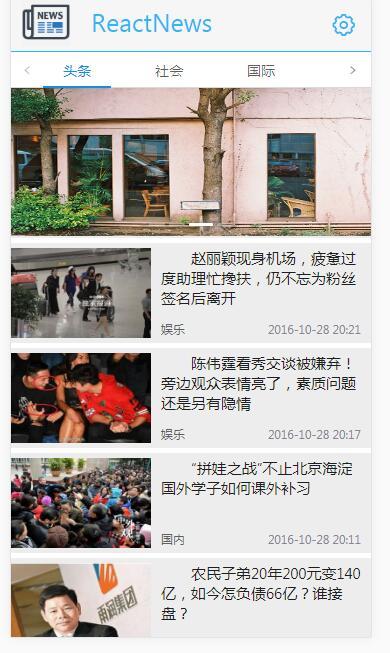 NEWS
ReactNews
< 头条 社会 国际 >
赵丽颖现身机场，疲惫过
度助理忙搀扶，仍不忘为粉丝
签名后离开
娱乐 2016-10-28 20:21
陈伟霆看秀交谈被嫌弃！
旁边观众表情亮了，素质问题
还是另有隐情
娱乐 2016-10-28 20:17
“拼娃之战”不止北京海淀
国外学子如何课外补习
国内 2016-10-28 20:11
农民子弟20年200元变140
亿，如今怎负债66亿？谁接
盘？
南洞集团